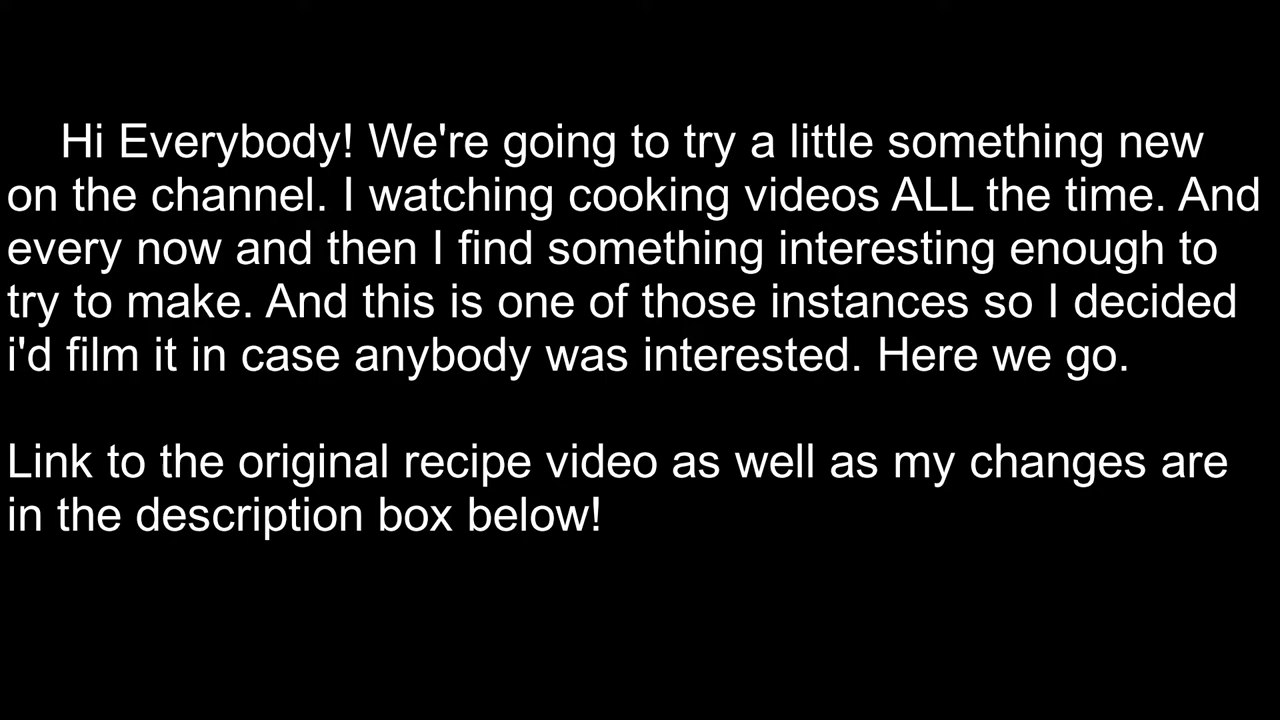 Hi Everybody! We're going to try a little something new
on the channel. I watching cooking videos ALL the time. And
every now and then I find something interesting enough to
try to make. And this is one of those instances so I decided
i'd film it in case anybody was interested. Here we go.
Link to the original recipe video as well as my changes are
in the description box below!